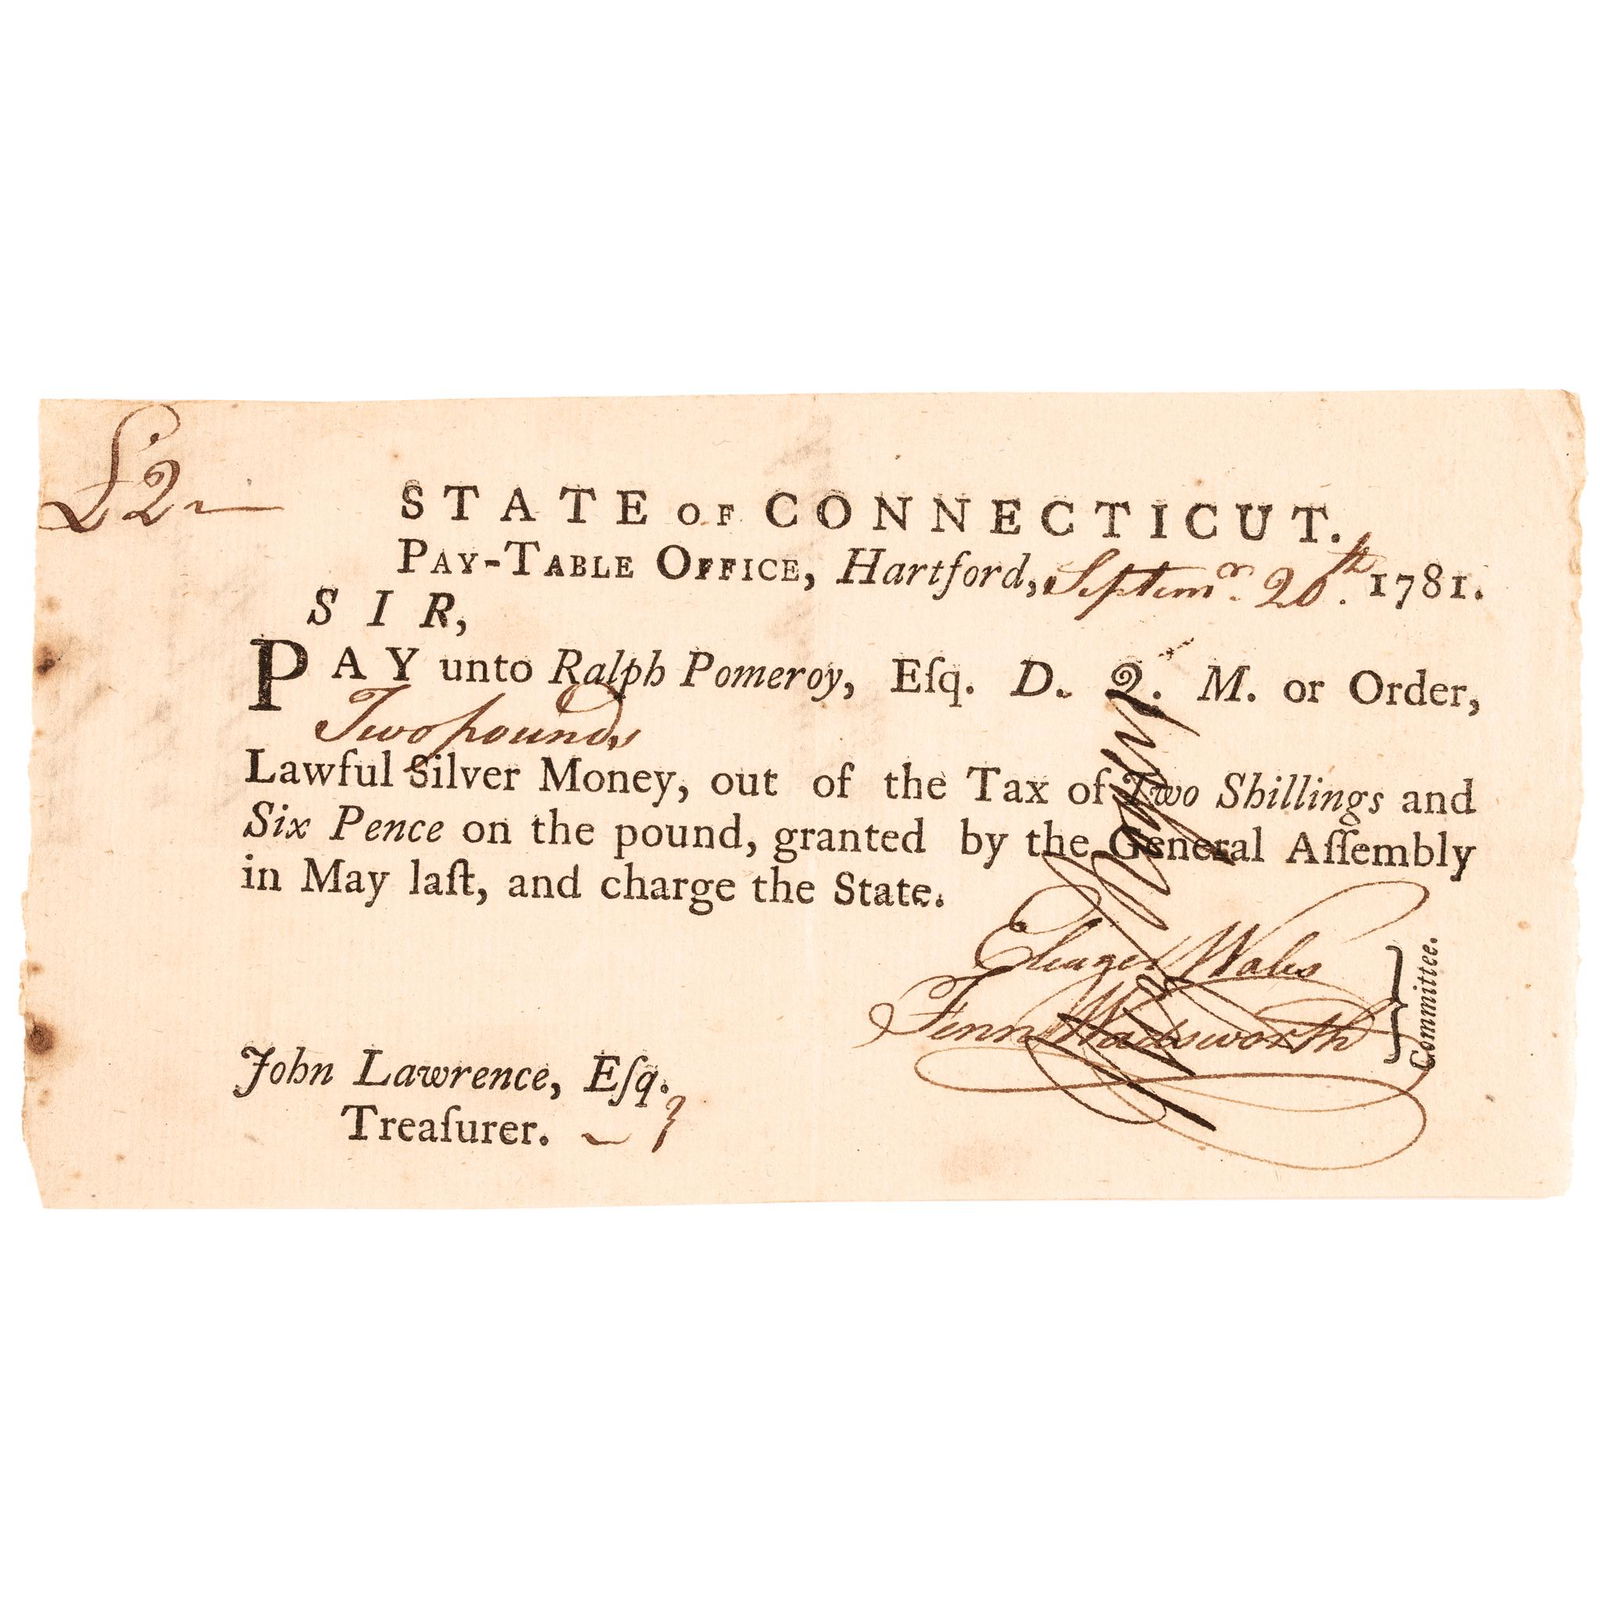 £2 —
STATE OF CONNECTICUT.
PAY-TABLE OFFICE, Hartford, Septemʳ. 20ᵗʰ. 1781.
SIR,
PAY unto Ralph Pomeroy, Eſq. D. Q. M. or Order,
Two pounds
Lawful Silver Money, out of the Tax of Two Shillings and
Six Pence on the pound, granted by the General Aſſembly
in May laſt, and charge the State.
Eleazer Wales
Fenn Wadsworth
} Committee.
John Lawrence, Eſq.
Treaſurer. – }